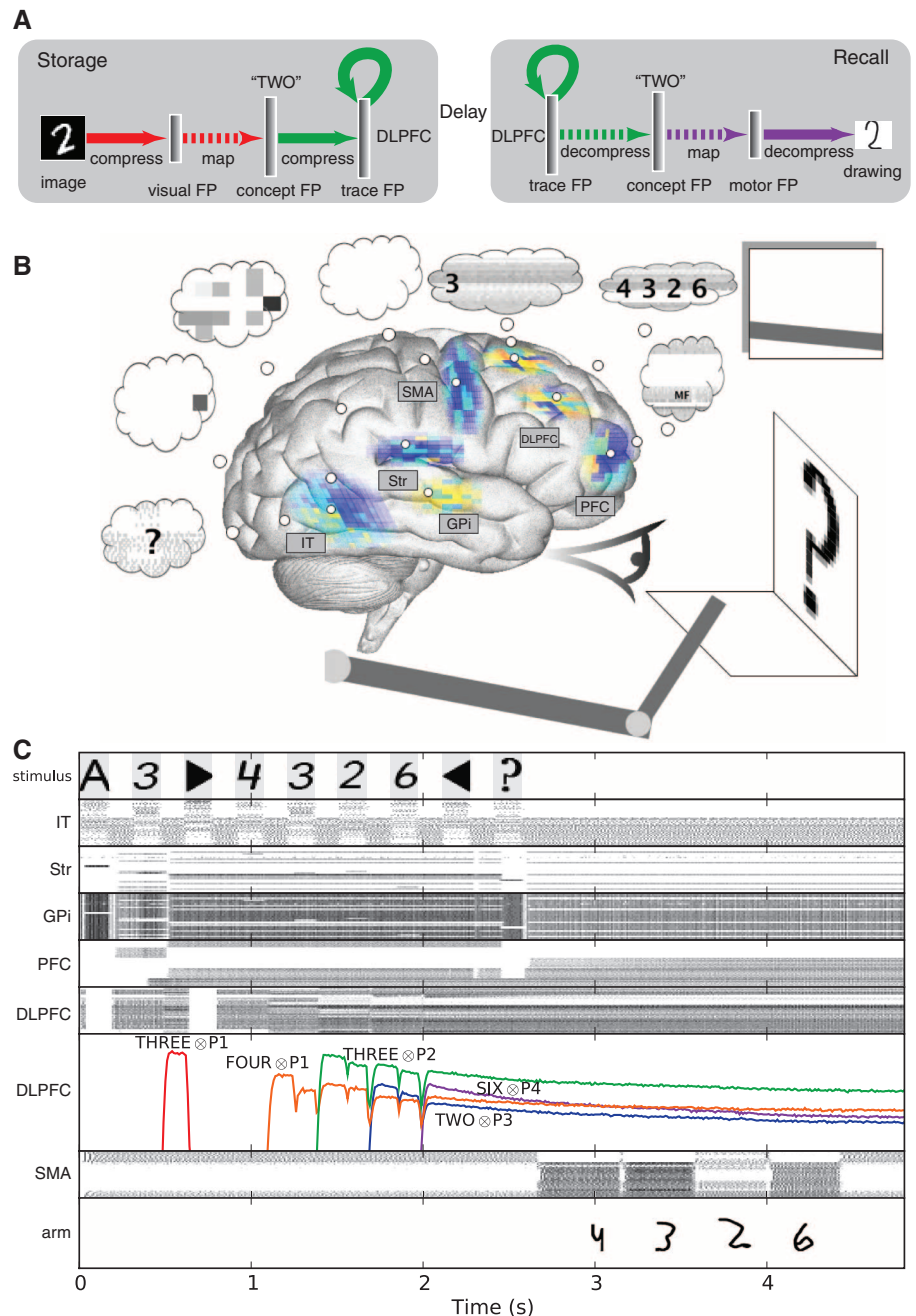 A
Storage
Recall
"TWO"
"TWO"
2
DLPFC
Delay
DLPFC
2
compress
map
compress
decompress
map
decompress
image
visual FP
concept FP
trace FP
trace FP
concept FP
motor FP
drawing
B
3
4 3 2 6
MF
SMA
DLPFC
Str
GPi
PFC
IT
?
?
C
stimulus
A 3 ▶ 4 3 2 6 ◀ ?
IT
Str
GPi
PFC
DLPFC
THREE⊗P1
FOUR⊗P1
THREE⊗P2
DLPFC
SIX⊗P4
TWO⊗P3
SMA
arm
4 3 2 6
0 1 2 3 4
Time (s)